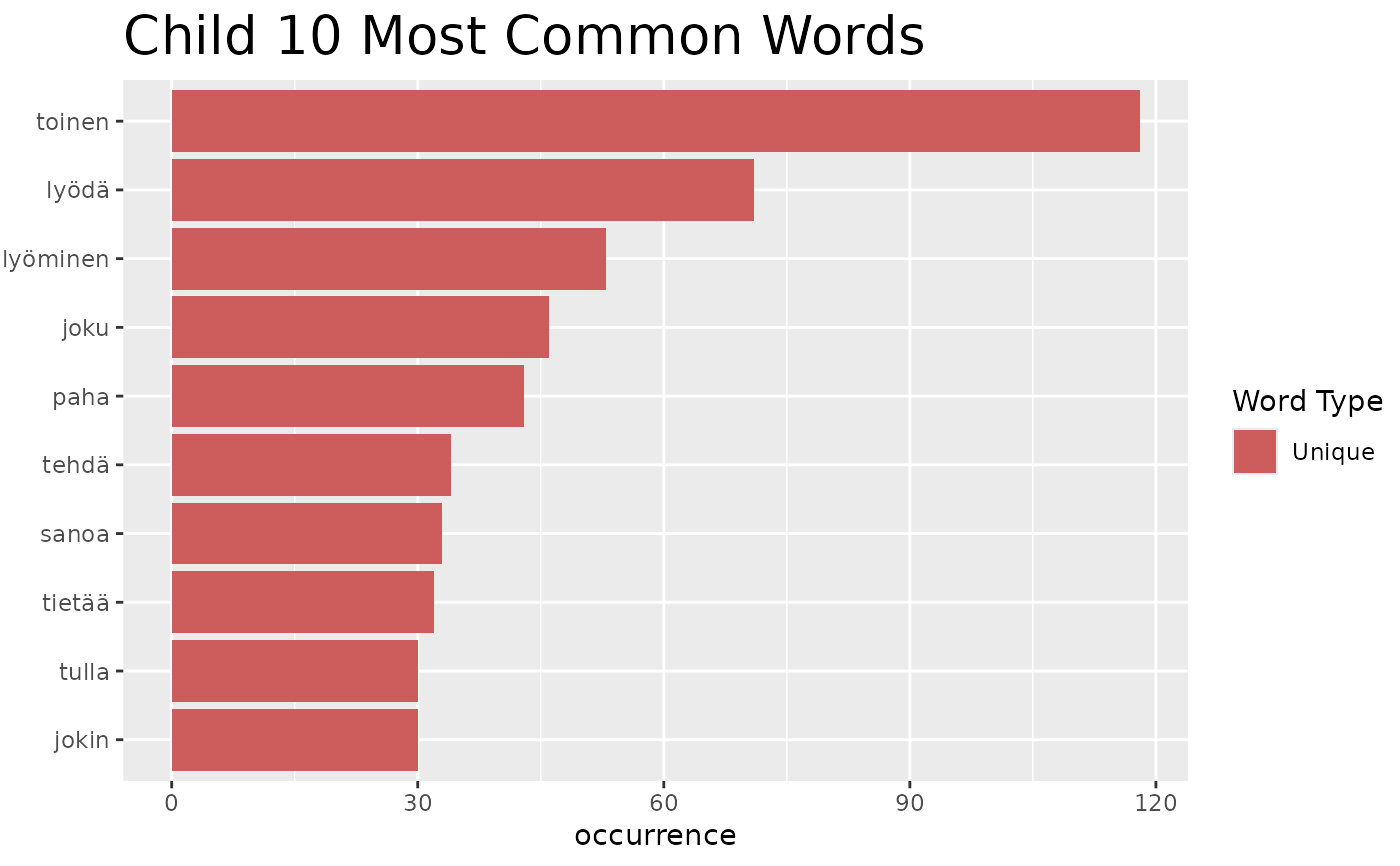 Child 10 Most Common Words
toinen
lyödä
lyöminen
joku
paha
tehdä
sanoa
tietää
tulla
jokin
0 30 60 90 120
occurrence
Word Type
Unique